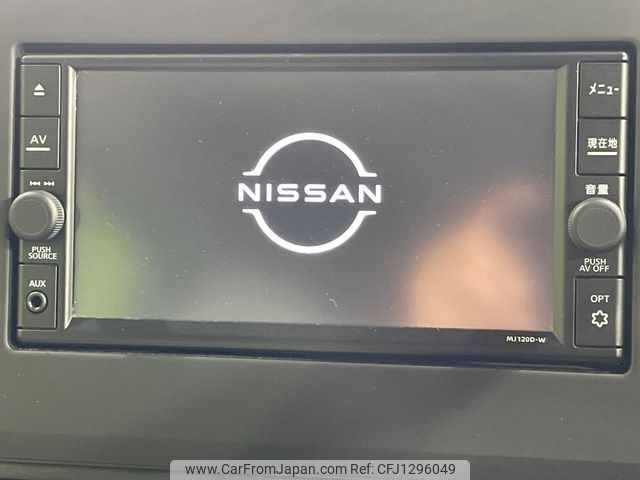 メニュー
AV
現在地
NISSAN
音量
PUSH
SOURCE
PUSH
AV OFF
AUX
OPT
MJ120D-W
www.CarFromJapan.com CFJ1296049